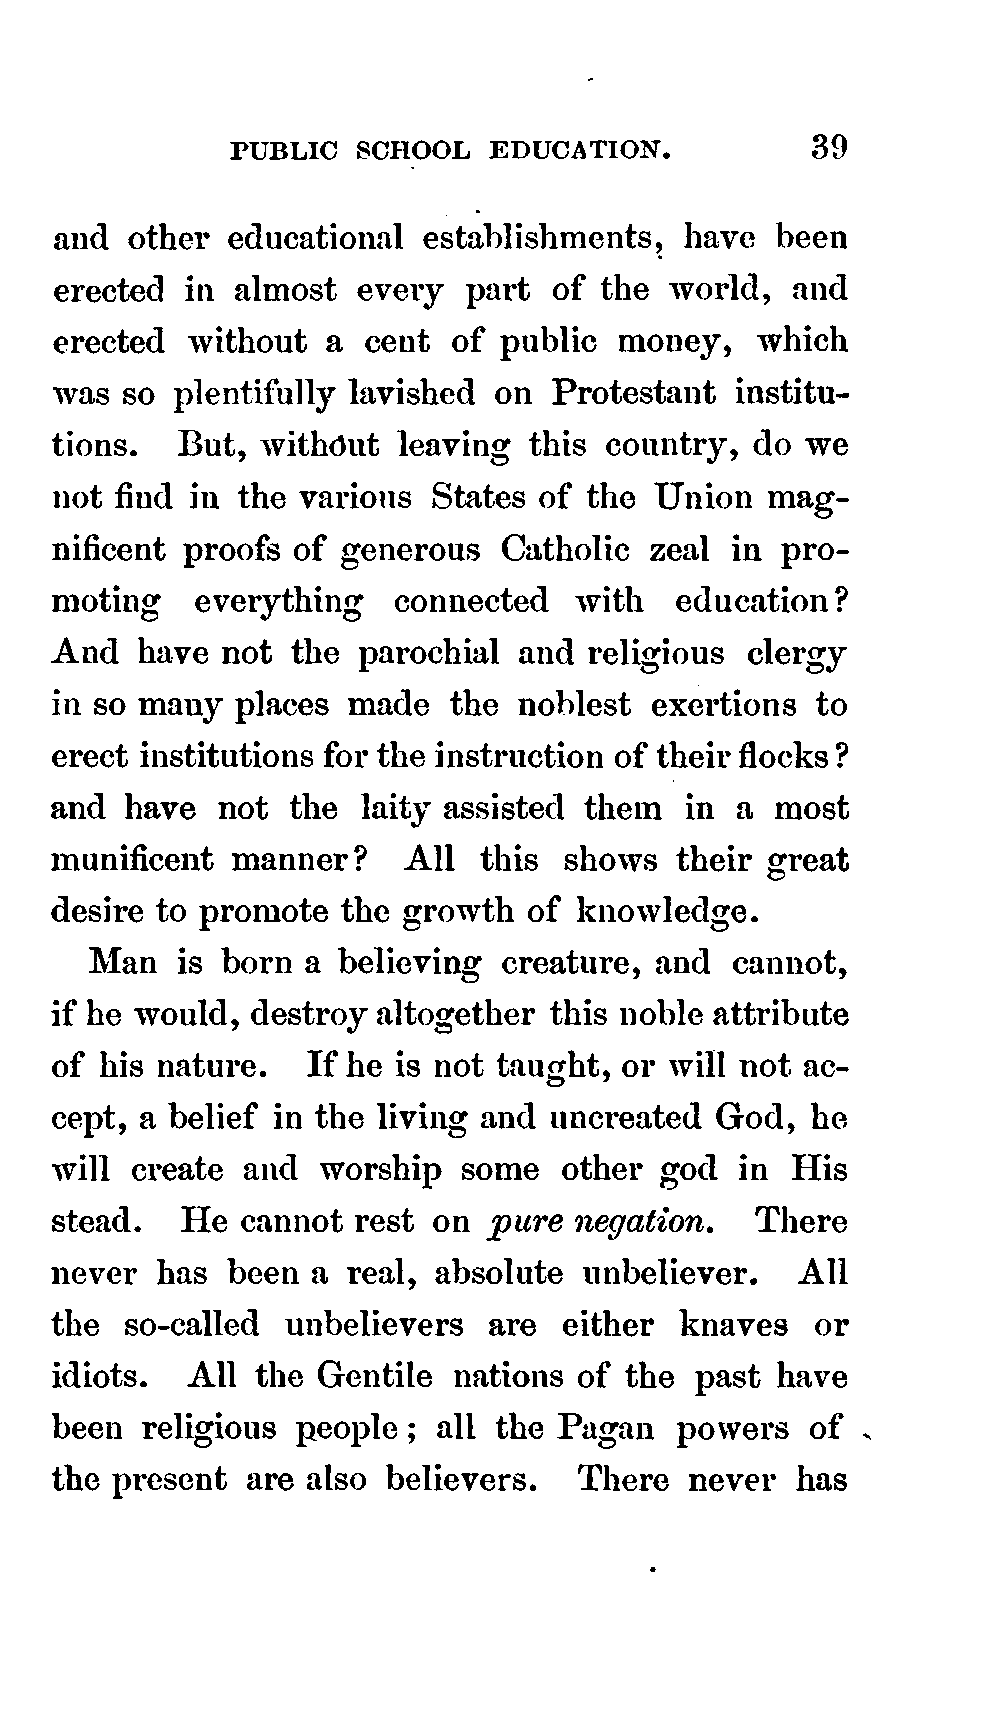 PUBLIC SCHOOL EDUCATION. 39
and other educational establishments, have been
erected in almost every part of the world, and
erected without a cent of public money, which
was so plentifully lavished on Protestant institu-
tions. But, without leaving this country, do we
not find in the various States of the Union mag-
nificent proofs of generous Catholic zeal in pro-
moting everything connected with education?
And have not the parochial and religious clergy
in so many places made the noblest exertions to
erect institutions for the instruction of their flocks?
and have not the laity assisted them in a most
munificent manner? All this shows their great
desire to promote the growth of knowledge.
Man is born a believing creature, and cannot,
if he would, destroy altogether this noble attribute
of his nature. If he is not taught, or will not ac-
cept, a belief in the living and uncreated God, he
will create and worship some other god in His
stead. He cannot rest on pure negation. There
never has been a real, absolute unbeliever. All
the so-called unbelievers are either knaves or
idiots. All the Gentile nations of the past have
been religious people; all the Pagan powers of
the present are also believers. There never has